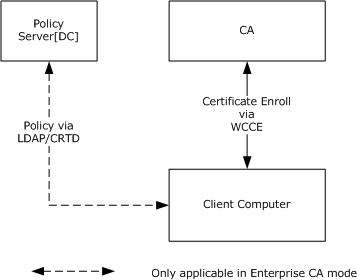 Policy
Server[DC]
CA
Certificate Enroll
via
WCCE
Policy via
LDAP/CRTD
Client Computer
Only applicable in Enterprise CA mode